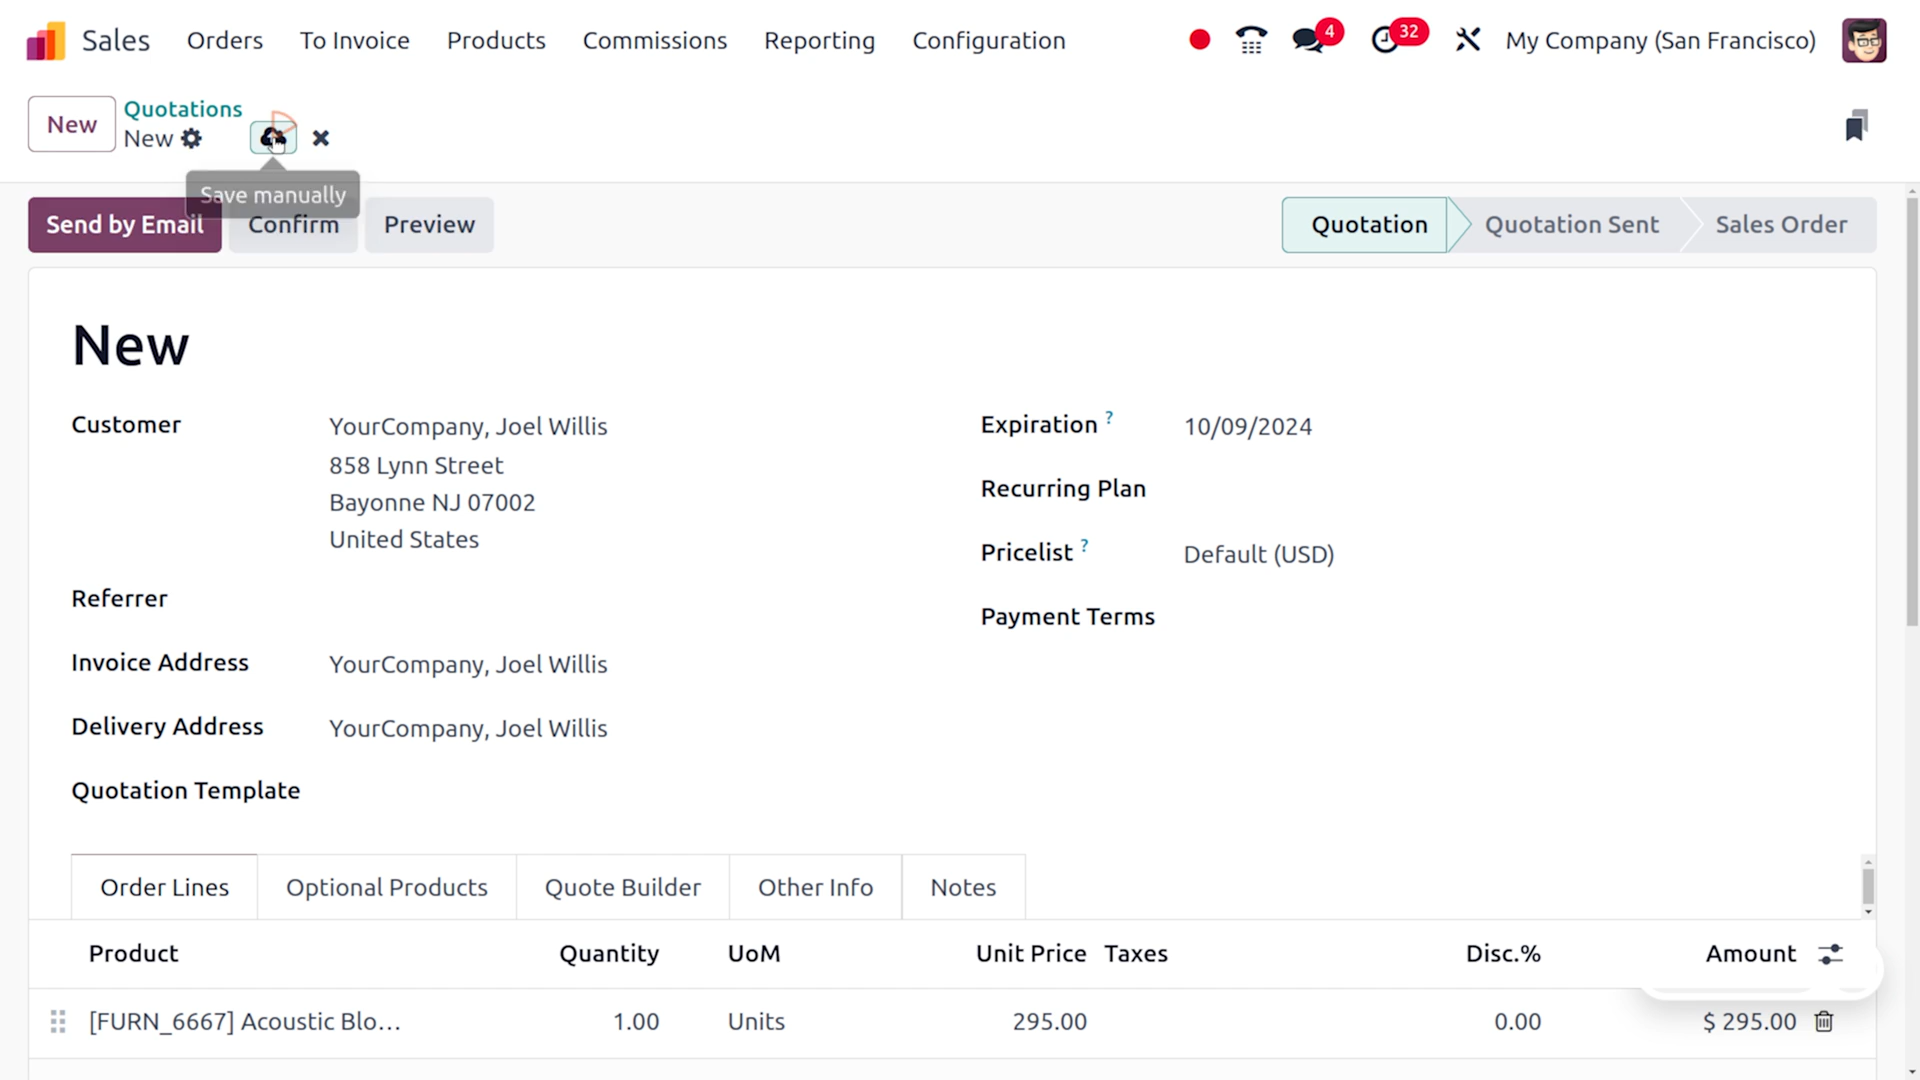 Sales Orders To Invoice Products Commissions Reporting Configuration 4 32 My Company (San Francisco)
New
Quotations
New
Save manually
Send by Email Confirm Preview Quotation Quotation Sent Sales Order
New
Customer YourCompany, Joel Willis Expiration ? 10/09/2024
858 Lynn Street
Bayonne NJ 07002 Recurring Plan
United States Pricelist ? Default (USD)
Referrer Payment Terms
Invoice Address YourCompany, Joel Willis
Delivery Address YourCompany, Joel Willis
Quotation Template
Order Lines Optional Products Quote Builder Other Info Notes
Product Quantity UoM Unit Price Taxes Disc.% Amount
[FURN_6667] Acoustic Blo... 1.00 Units 295.00 0.00 $ 295.00